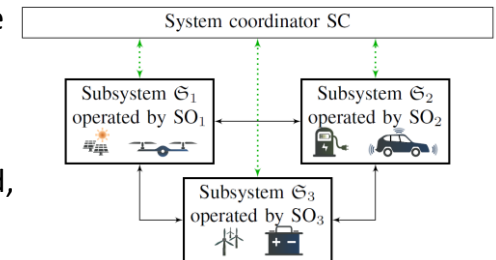 e
System coordinator SC
Subsystem 𝔖₁
operated by SO₁
Subsystem 𝔖₂
operated by SO₂
d,
Subsystem 𝔖₃
operated by SO₃